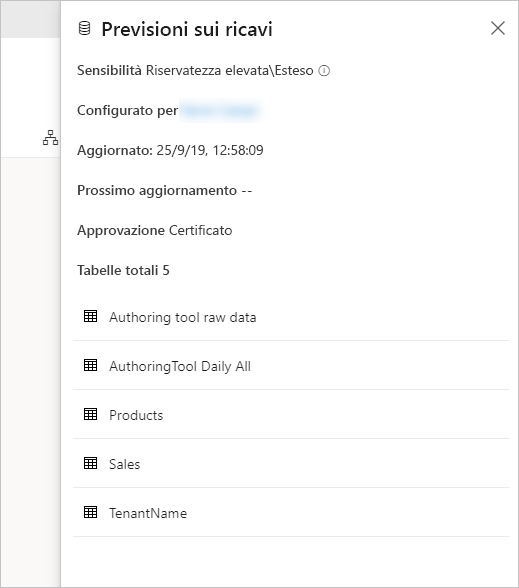 Previsioni sui ricavi
Sensibilità Riservatezza elevata\Esteso
Configurato per
Aggiornato: 25/9/19, 12:58:09
Prossimo aggiornamento --
Approvazione Certificato
Tabelle totali 5
Authoring tool raw data
AuthoringTool Daily All
Products
Sales
TenantName